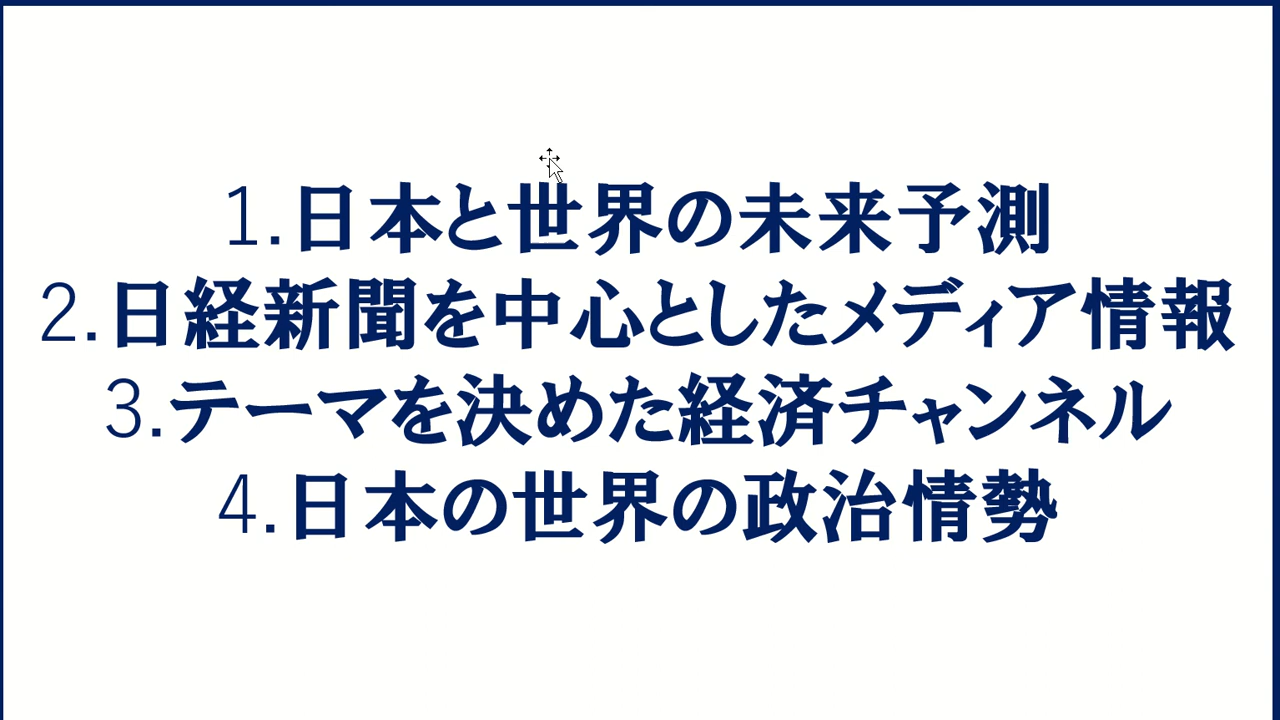 1.日本と世界の未来予測
2.日経新聞を中心としたメディア情報
3.テーマを決めた経済チャンネル
4.日本の世界の政治情勢